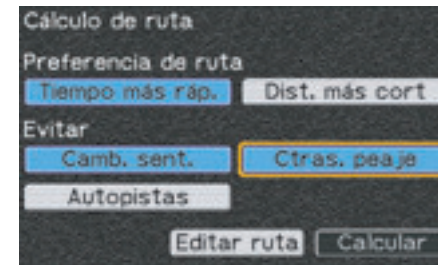 Cálculo de ruta
Preferencia de ruta
Tiempo más ráp. Dist. más cort
Evitar
Camb. sent. Ctras. peaje
Autopistas
Editar ruta Calcular